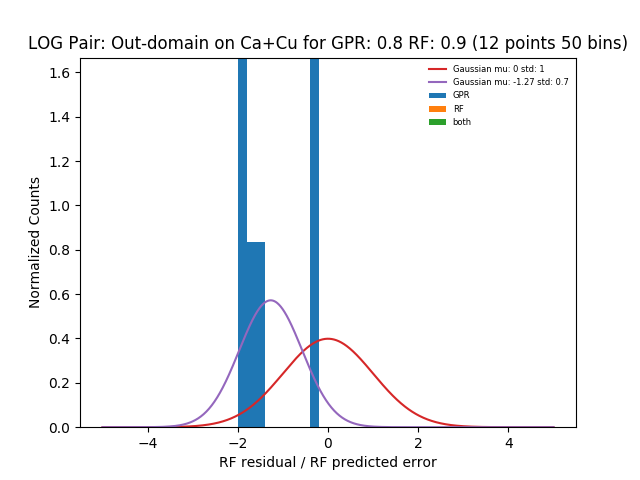 LOG Pair: Out-domain on Ca+Cu for GPR: 0.8 RF: 0.9 (12 points 50 bins)
Gaussian mu: 0 std: 1
Gaussian mu: -1.27 std: 0.7
GPR
RF
both
Normalized Counts
1.6
1.4
1.2
1.0
0.8
0.6
0.4
0.2
0.0
−4
−2
0
2
4
RF residual / RF predicted error